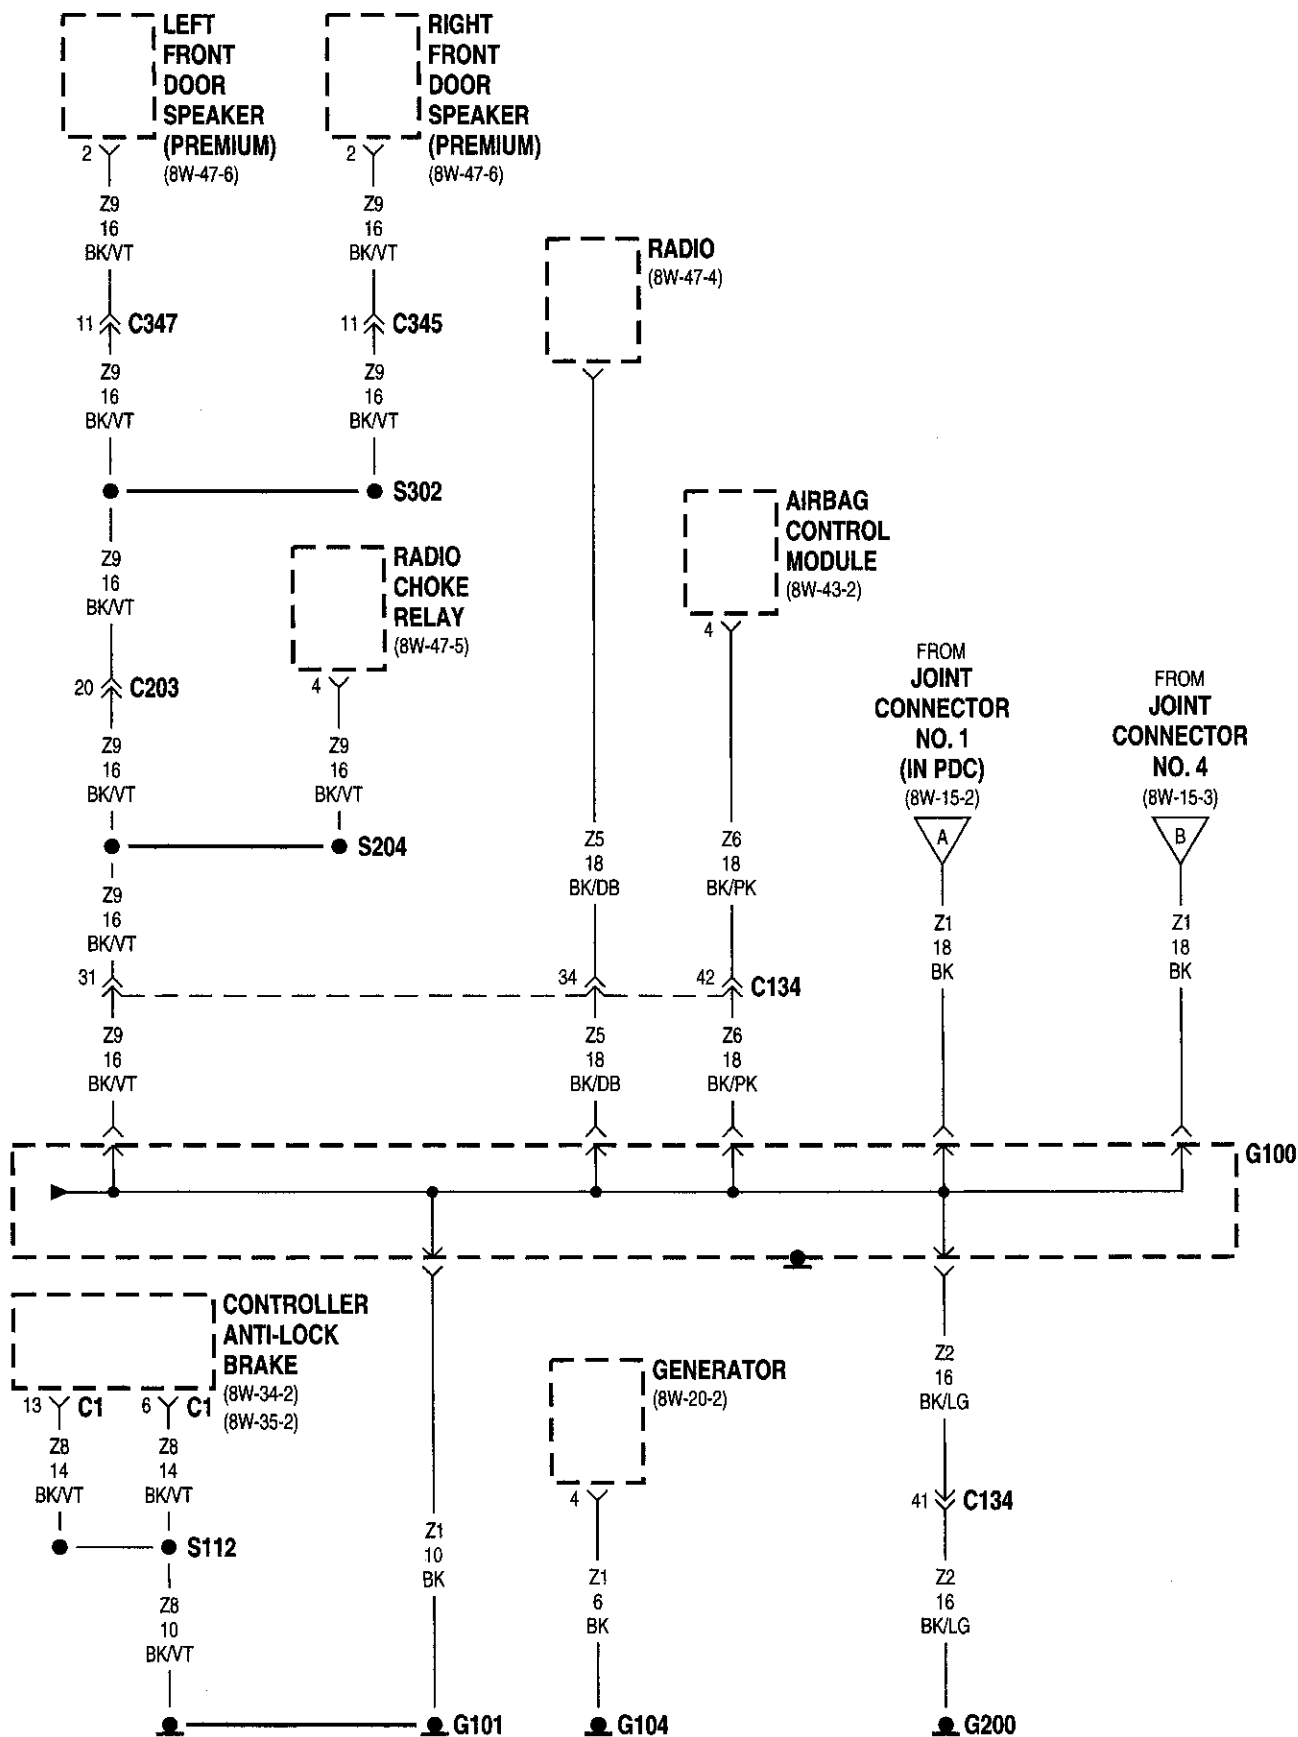 LEFT
FRONT
DOOR
SPEAKER
(PREMIUM)
(8W-47-6)
2
Z9
16
BK/VT
11 C347
Z9
16
BK/VT
RIGHT
FRONT
DOOR
SPEAKER
(PREMIUM)
(8W-47-6)
2
Z9
16
BK/VT
11 C345
Z9
16
BK/VT
S302
Z9
16
BK/VT
20 C203
Z9
16
BK/VT
RADIO
CHOKE
RELAY
(8W-47-5)
4
Z9
16
BK/VT
S204
Z9
16
BK/VT
31
Z9
16
BK/VT
RADIO
(8W-47-4)
Z5
18
BK/DB
34
Z5
18
BK/DB
AIRBAG
CONTROL
MODULE
(8W-43-2)
4
Z6
18
BK/PK
42 C134
Z6
18
BK/PK
FROM
JOINT
CONNECTOR
NO. 1
(IN PDC)
(8W-15-2)
A
Z1
18
BK
FROM
JOINT
CONNECTOR
NO. 4
(8W-15-3)
B
Z1
18
BK
G100
CONTROLLER
ANTI-LOCK
BRAKE
(8W-34-2)
(8W-35-2)
13 C1
6 C1
Z8
14
BK/VT
Z8
14
BK/VT
S112
Z8
10
BK/VT
Z1
10
BK
G101
GENERATOR
(8W-20-2)
4
Z1
6
BK
G104
Z2
16
BK/LG
41 C134
Z2
16
BK/LG
G200